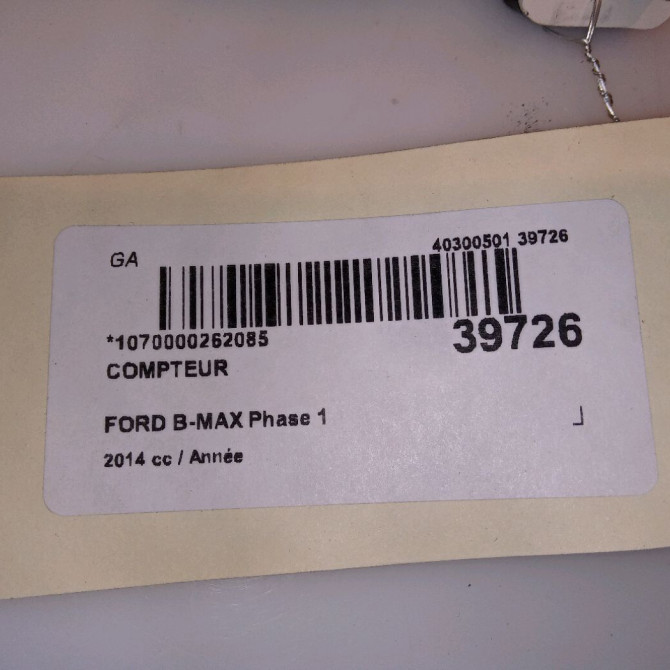 GA
40300501 39726
*1070000262085
39726
COMPTEUR
FORD B-MAX Phase 1
2014 cc / Année